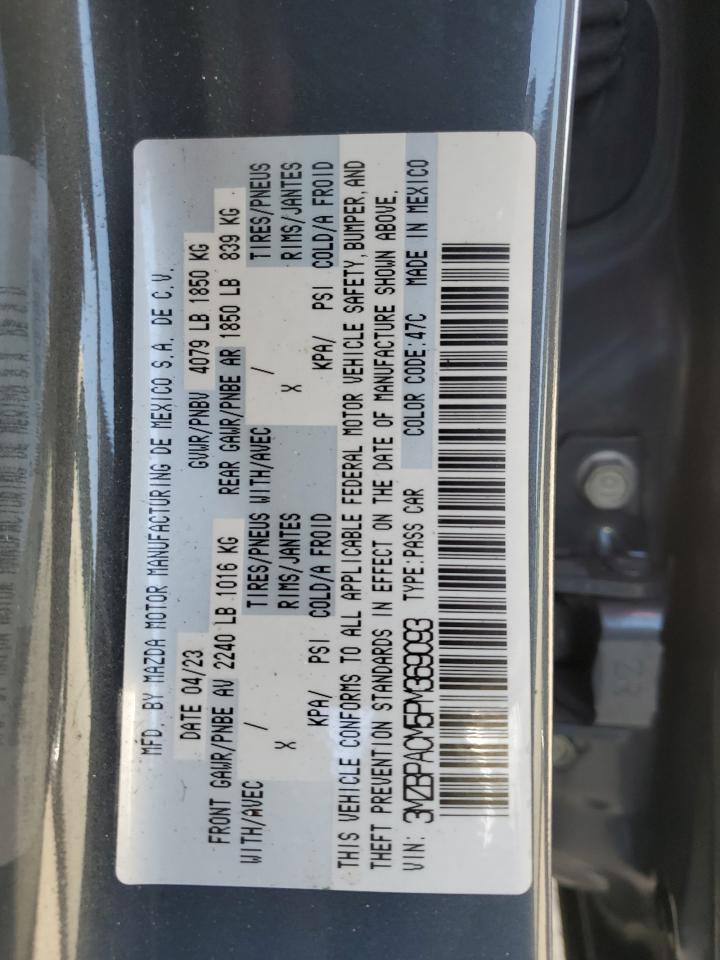 MFD. BY MAZDA MOTOR MANUFACTURING DE MEXICO S.A. DE C.V.
DATE 04/23 GVWR/PNBV 4079 LB 1850 KG
FRONT GAWR/PNBE AV 2240 LB 1016 KG REAR GAWR/PNBE AR 1850 LB 839 KG
WITH/AVEC TIRES/PNEUS WITH/AVEC TIRES/PNEUS
X / RIMS/JANTES X / RIMS/JANTES
KPA/ PSI COLD/A FROID KPA/ PSI COLD/A FROID
THIS VEHICLE CONFORMS TO ALL APPLICABLE FEDERAL MOTOR VEHICLE SAFETY, BUMPER, AND
THEFT PREVENTION STANDARDS IN EFFECT ON THE DATE OF MANUFACTURE SHOWN ABOVE.
VIN: 3MZBPACM5PM369093 TYPE:PASS CAR COLOR CODE:47C MADE IN MEXICO